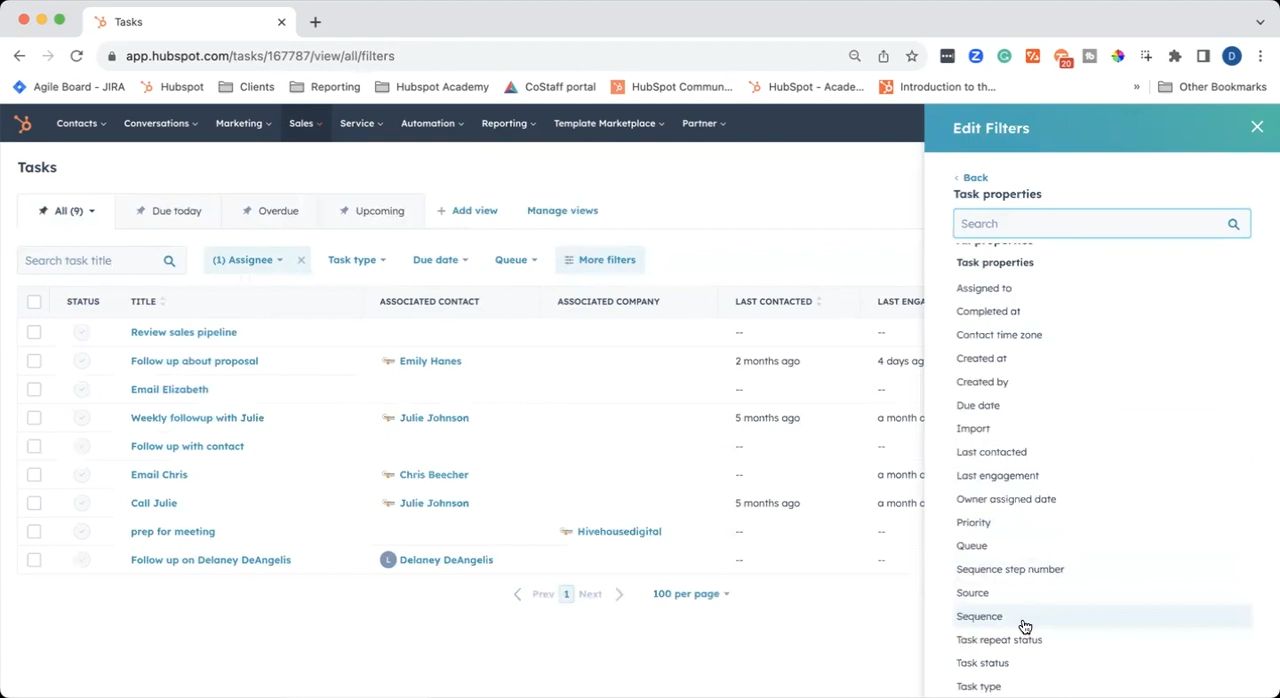 Tasks
app.hubspot.com/tasks/167787/view/all/filters
20
D
Agile Board - JIRA
Hubspot
Clients
Reporting
Hubspot Academy
CoStaff portal
HubSpot Commun...
HubSpot - Acade...
Introduction to th...
»
Other Bookmarks
Contacts
Conversations
Marketing
Sales
Service
Automation
Reporting
Template Marketplace
Partner
Tasks
All (9)
Due today
Overdue
Upcoming
+ Add view
Manage views
Search task title
(1) Assignee
Task type
Due date
Queue
More filters
STATUS TITLE ASSOCIATED CONTACT ASSOCIATED COMPANY LAST CONTACTED LAST ENGA
Review sales pipeline -- --
Follow up about proposal Emily Hanes 2 months ago 4 days ag
Email Elizabeth -- --
Weekly followup with Julie Julie Johnson 5 months ago a month a
Follow up with contact -- --
Email Chris Chris Beecher -- a month a
Call Julie Julie Johnson 5 months ago a month a
prep for meeting Hivehousedigital -- --
Follow up on Delaney DeAngelis L Delaney DeAngelis -- --
Prev 1 Next 100 per page
Edit Filters
Back
Task properties
Search
All properties
Task properties
Assigned to
Completed at
Contact time zone
Created at
Created by
Due date
Import
Last contacted
Last engagement
Owner assigned date
Priority
Queue
Sequence step number
Source
Sequence
Task repeat status
Task status
Task type